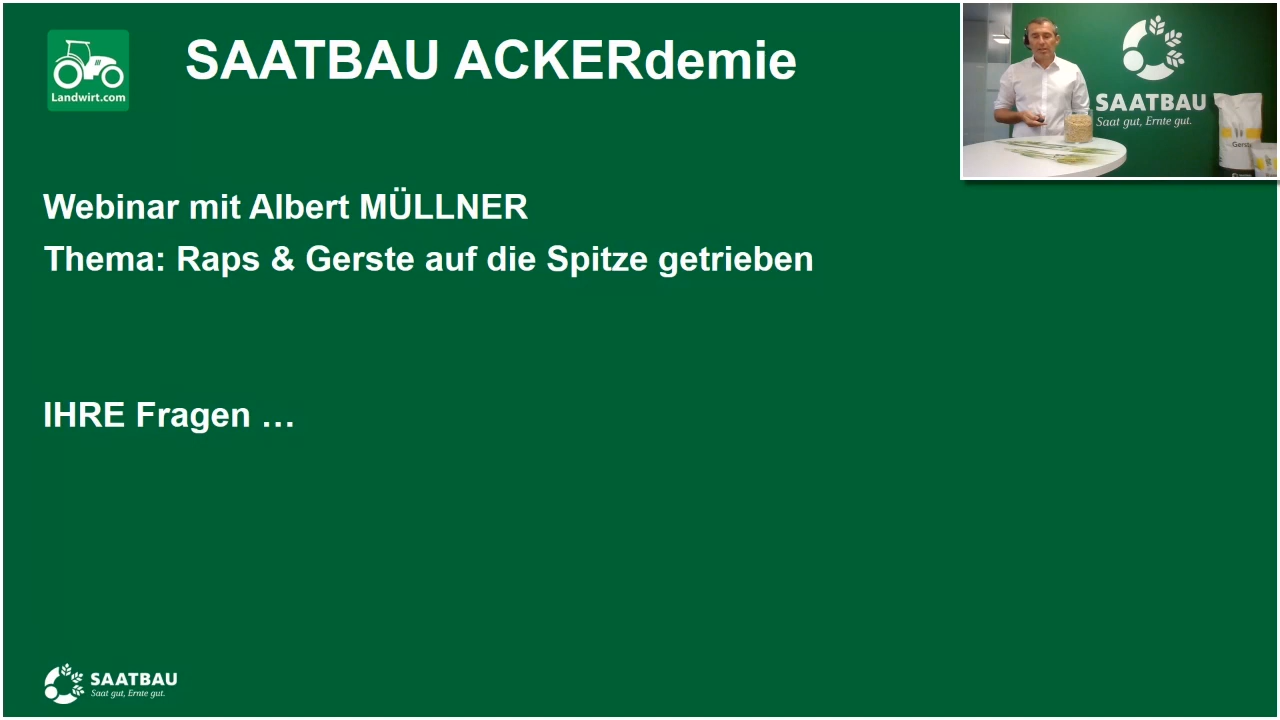 Landwirt.com
SAATBAU ACKERdemie
SAATBAU
Saat gut, Ernte gut.
Gerste
Webinar mit Albert MÜLLNER
Thema: Raps & Gerste auf die Spitze getrieben
IHRE Fragen …
SAATBAU
Saat gut, Ernte gut.